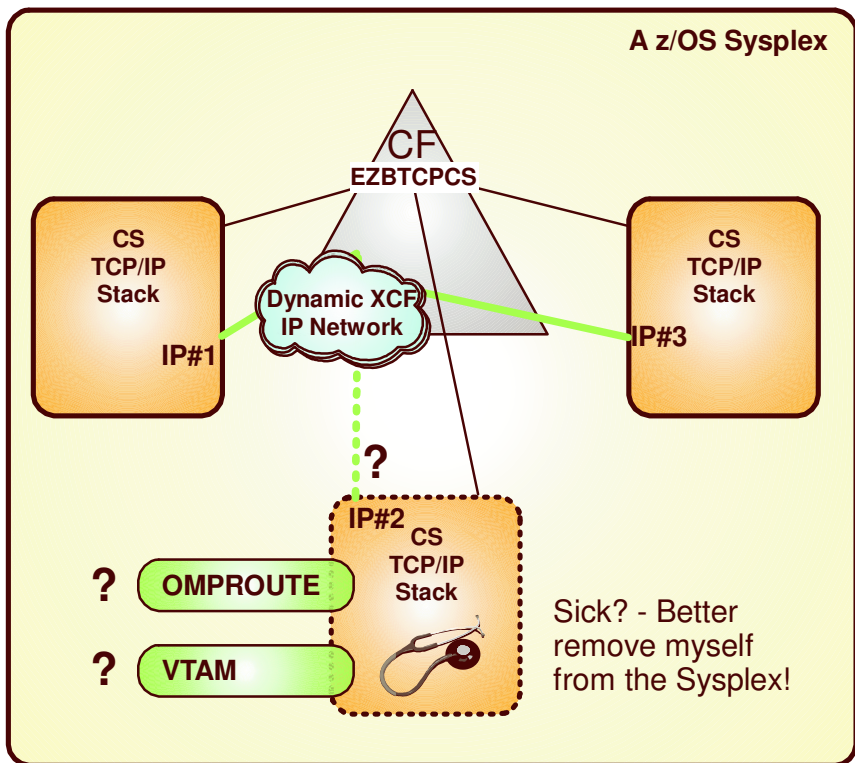 A z/OS Sysplex
CF
EZBTCPCS
CS
TCP/IP
Stack
IP#1
Dynamic XCF
IP Network
CS
TCP/IP
Stack
IP#3
?
IP#2
CS
TCP/IP
Stack
? OMPROUTE
? VTAM
Sick? - Better
remove myself
from the Sysplex!